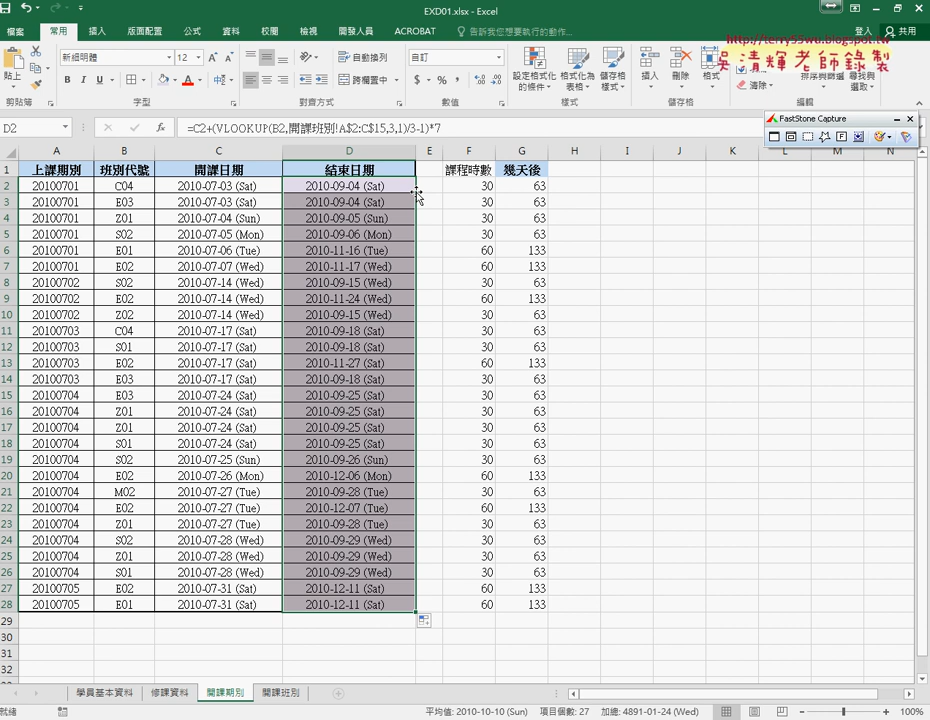 EXD01.xlsx - Excel
檔案 常用 插入 版面配置 公式 資料 校閱 檢視 開發人員 ACROBAT 告訴我您想要執行的動作... 登入 共用
http://terry55wu.blogspot.tw
吳清輝老師錄製
貼上 新細明體 12 自動換列 自訂 設定格式化的條件 格式化為表格 儲存格樣式 插入 刪除 格式
B I U 跨欄置中 $ % 清除
剪貼簿 字型 對齊方式 數值 樣式 儲存格 編輯
FastStone Capture
D2 fx =C2+(VLOOKUP(B2,開課班別!A$2:C$15,3,1)/3-1)*7
A B C D E F G H I J K L M N
1 上課期別 班別代號 開課日期 結束日期 課程時數 幾天後
2 20100701 C04 2010-07-03 (Sat) 2010-09-04 (Sat) 30 63
3 20100701 E03 2010-07-03 (Sat) 2010-09-04 (Sat) 30 63
4 20100701 Z01 2010-07-04 (Sun) 2010-09-05 (Sun) 30 63
5 20100701 S02 2010-07-05 (Mon) 2010-09-06 (Mon) 30 63
6 20100701 E01 2010-07-06 (Tue) 2010-11-16 (Tue) 60 133
7 20100701 E02 2010-07-07 (Wed) 2010-11-17 (Wed) 60 133
8 20100702 S02 2010-07-14 (Wed) 2010-09-15 (Wed) 30 63
9 20100702 E02 2010-07-14 (Wed) 2010-11-24 (Wed) 60 133
10 20100702 Z02 2010-07-14 (Wed) 2010-09-15 (Wed) 30 63
11 20100703 C04 2010-07-17 (Sat) 2010-09-18 (Sat) 30 63
12 20100703 S01 2010-07-17 (Sat) 2010-09-18 (Sat) 30 63
13 20100703 E02 2010-07-17 (Sat) 2010-11-27 (Sat) 60 133
14 20100703 E03 2010-07-17 (Sat) 2010-09-18 (Sat) 30 63
15 20100704 E03 2010-07-24 (Sat) 2010-09-25 (Sat) 30 63
16 20100704 Z01 2010-07-24 (Sat) 2010-09-25 (Sat) 30 63
17 20100704 Z01 2010-07-24 (Sat) 2010-09-25 (Sat) 30 63
18 20100704 S01 2010-07-24 (Sat) 2010-09-25 (Sat) 30 63
19 20100704 S02 2010-07-25 (Sun) 2010-09-26 (Sun) 30 63
20 20100704 E02 2010-07-26 (Mon) 2010-12-06 (Mon) 60 133
21 20100704 M02 2010-07-27 (Tue) 2010-09-28 (Tue) 30 63
22 20100704 E02 2010-07-27 (Tue) 2010-12-07 (Tue) 60 133
23 20100704 Z01 2010-07-27 (Tue) 2010-09-28 (Tue) 30 63
24 20100704 S02 2010-07-28 (Wed) 2010-09-29 (Wed) 30 63
25 20100704 Z01 2010-07-28 (Wed) 2010-09-29 (Wed) 30 63
26 20100704 S01 2010-07-28 (Wed) 2010-09-29 (Wed) 30 63
27 20100705 E02 2010-07-31 (Sat) 2010-12-11 (Sat) 60 133
28 20100705 E01 2010-07-31 (Sat) 2010-12-11 (Sat) 60 133
29
30
31
32
學員基本資料 修課資料 開課期別 開課班別
就緒 平均值: 2010-10-10 (Sun) 項目個數: 27 加總: 4891-01-24 (Wed) 100%